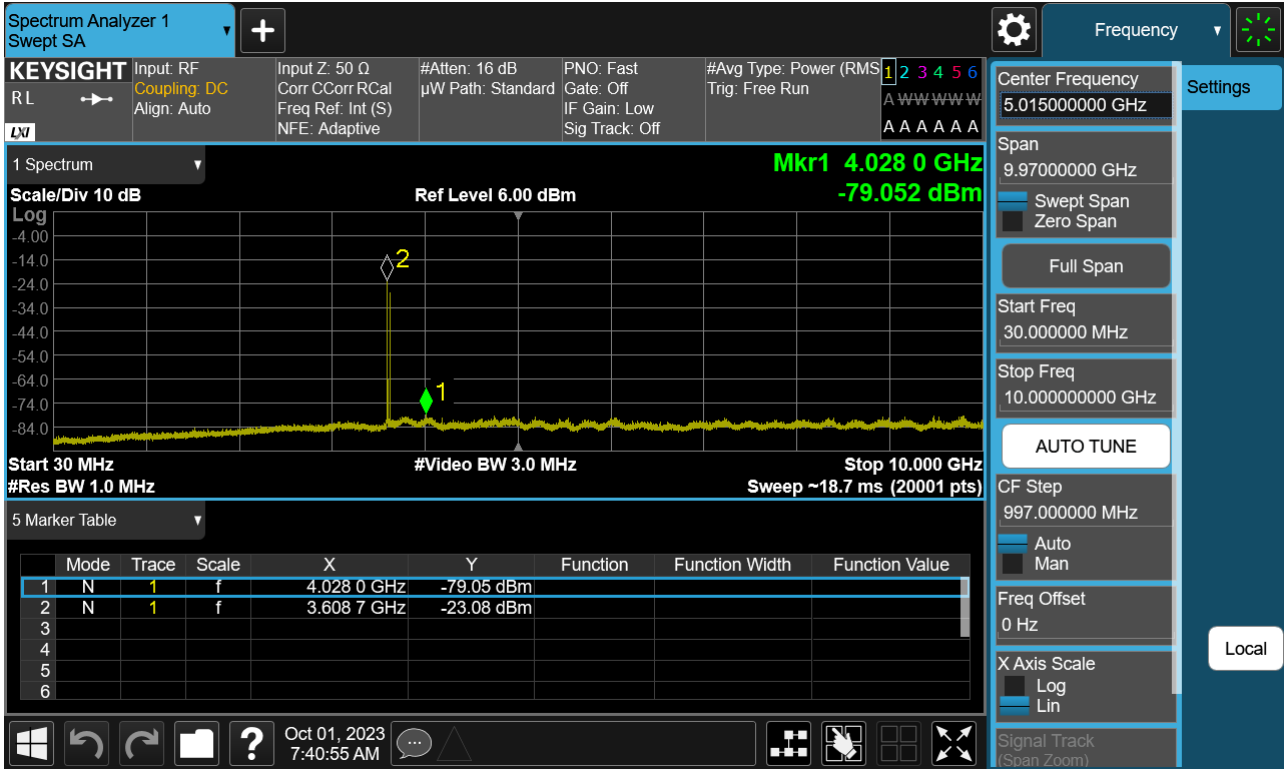 Spectrum Analyzer 1
Swept SA
Frequency
KEYSIGHT
R L
LXI
Input: RF
Coupling: DC
Align: Auto
Input Z: 50 Ω
Corr CCorr RCal
Freq Ref: Int (S)
NFE: Adaptive
#Atten: 16 dB
µW Path: Standard
PNO: Fast
Gate: Off
IF Gain: Low
Sig Track: Off
#Avg Type: Power (RMS
Trig: Free Run
1 2 3 4 5 6
A W W W W W
A A A A A A
1 Spectrum
Mkr1 4.028 0 GHz
-79.052 dBm
Scale/Div 10 dB
Ref Level 6.00 dBm
Log
-4.00
-14.0
-24.0
-34.0
-44.0
-54.0
-64.0
-74.0
-84.0
2
1
Start 30 MHz
#Video BW 3.0 MHz
Stop 10.000 GHz
#Res BW 1.0 MHz
Sweep ~18.7 ms (20001 pts)
5 Marker Table
Mode Trace Scale X Y Function Function Width Function Value
1 N 1 f 4.028 0 GHz -79.05 dBm
2 N 1 f 3.608 7 GHz -23.08 dBm
3
4
5
6
Oct 01, 2023
7:40:55 AM
Center Frequency
5.015000000 GHz
Span
9.97000000 GHz
Swept Span
Zero Span
Full Span
Start Freq
30.000000 MHz
Stop Freq
10.000000000 GHz
AUTO TUNE
CF Step
997.000000 MHz
Auto
Man
Freq Offset
0 Hz
X Axis Scale
Log
Lin
Signal Track
(Span Zoom)
Settings
Local